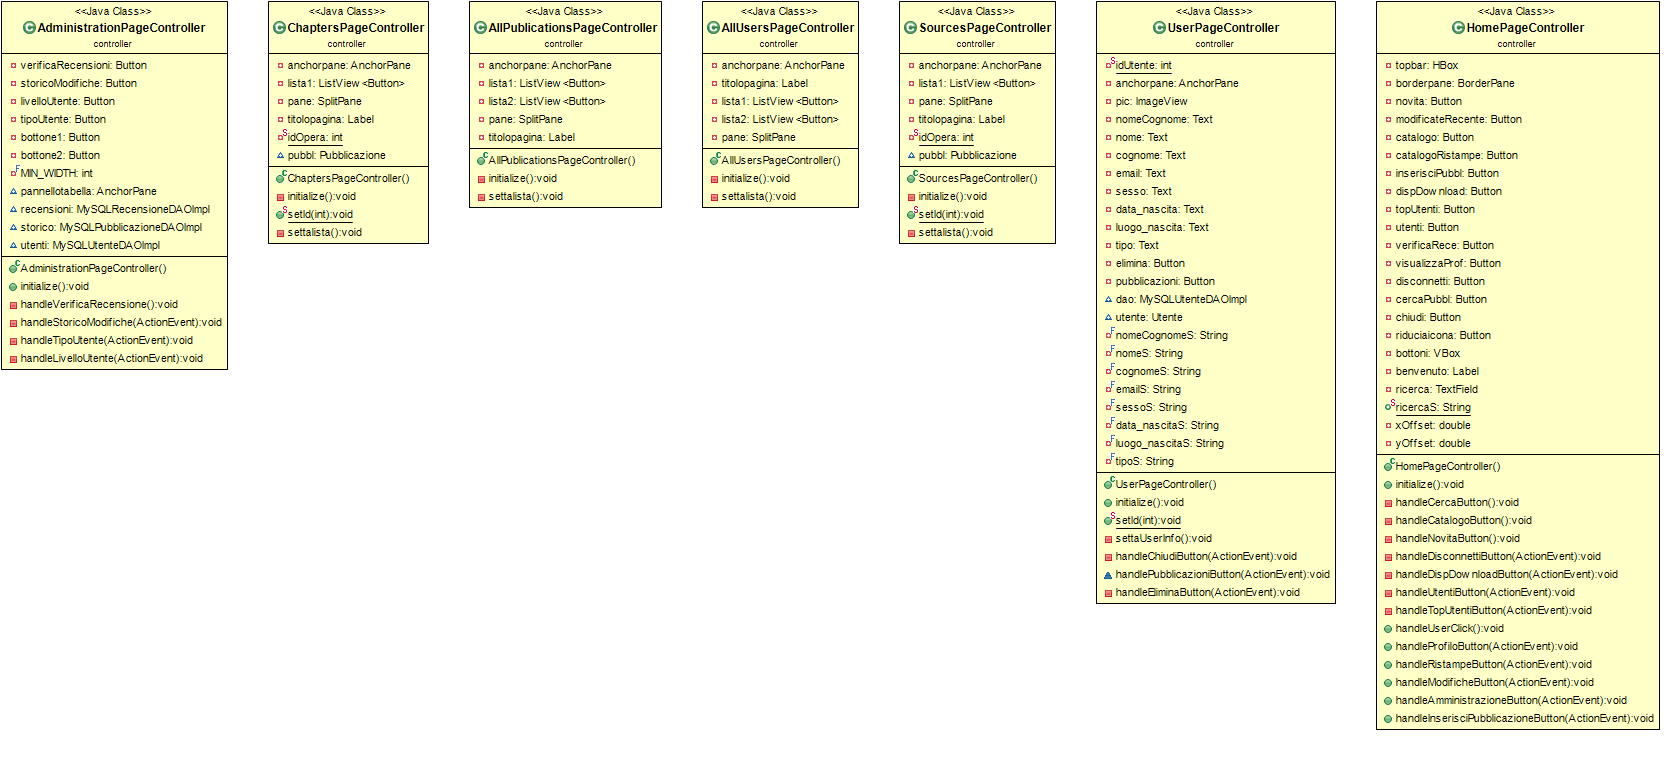 <<Java Class>>
AdministrationPageController
controller
verificaRecensioni: Button
storicoModifiche: Button
livelloUtente: Button
tipoUtente: Button
bottone1: Button
bottone2: Button
MIN_WIDTH: int
pannellotabella: AnchorPane
recensioni: MySQLRecensioneDAOImpl
storico: MySQLPubblicazioneDAOImpl
utenti: MySQLUtenteDAOImpl
AdministrationPageController()
initialize():void
handleVerificaRecensione():void
handleStoricoModifiche(ActionEvent):void
handleTipoUtente(ActionEvent):void
handleLivelloUtente(ActionEvent):void
<<Java Class>>
ChaptersPageController
controller
anchorpane: AnchorPane
lista1: ListView <Button>
pane: SplitPane
titolopagina: Label
idOpera: int
pubbl: Pubblicazione
ChaptersPageController()
initialize():void
setId(int):void
settalista():void
<<Java Class>>
AllPublicationsPageController
controller
anchorpane: AnchorPane
lista1: ListView <Button>
lista2: ListView <Button>
pane: SplitPane
titolopagina: Label
AllPublicationsPageController()
initialize():void
settalista():void
<<Java Class>>
AllUsersPageController
controller
anchorpane: AnchorPane
titolopagina: Label
lista1: ListView <Button>
lista2: ListView <Button>
pane: SplitPane
AllUsersPageController()
initialize():void
settalista():void
<<Java Class>>
SourcesPageController
controller
anchorpane: AnchorPane
lista1: ListView <Button>
pane: SplitPane
titolopagina: Label
idOpera: int
pubbl: Pubblicazione
SourcesPageController()
initialize():void
setId(int):void
settalista():void
<<Java Class>>
UserPageController
controller
idUtente: int
anchorpane: AnchorPane
pic: ImageView
nomeCognome: Text
nome: Text
cognome: Text
email: Text
sesso: Text
data_nascita: Text
luogo_nascita: Text
tipo: Text
elimina: Button
pubblicazioni: Button
dao: MySQLUtenteDAOImpl
utente: Utente
nomeCognomeS: String
nomeS: String
cognomeS: String
emailS: String
sessoS: String
data_nascitaS: String
luogo_nascitaS: String
tipoS: String
UserPageController()
initialize():void
setId(int):void
settaUserInfo():void
handleChiudiButton(ActionEvent):void
handlePubblicazioniButton(ActionEvent):void
handleEliminaButton(ActionEvent):void
<<Java Class>>
HomePageController
controller
topbar: HBox
borderpane: BorderPane
novita: Button
modificateRecente: Button
catalogo: Button
catalogoRistampe: Button
inserisciPubbl: Button
dispDownload: Button
topUtenti: Button
utenti: Button
verificaRece: Button
visualizzaProf: Button
disconnetti: Button
cercaPubbl: Button
chiudi: Button
riduciaicona: Button
bottoni: VBox
benvenuto: Label
ricerca: TextField
ricercaS: String
xOffset: double
yOffset: double
HomePageController()
initialize():void
handleCercaButton():void
handleCatalogoButton():void
handleNovitaButton():void
handleDisconnettiButton(ActionEvent):void
handleDispDownloadButton(ActionEvent):void
handleUtentiButton(ActionEvent):void
handleTopUtentiButton(ActionEvent):void
handleUserClick():void
handleProfiloButton(ActionEvent):void
handleRistampeButton(ActionEvent):void
handleModificheButton(ActionEvent):void
handleAmministrazioneButton(ActionEvent):void
handleInserisciPubblicazioneButton(ActionEvent):void